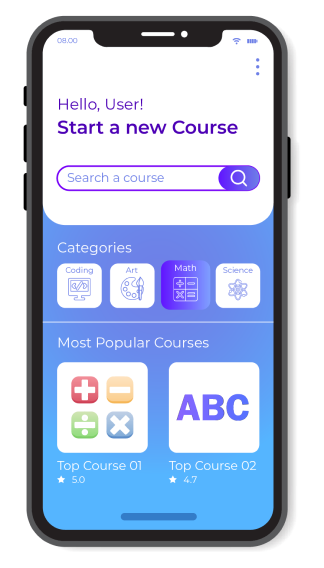 08.00
Hello, User!
Start a new Course
Search a course
Categories
Coding Art Math Science
Most Popular Courses
ABC
Top Course 01 Top Course 02
5.0 4.7